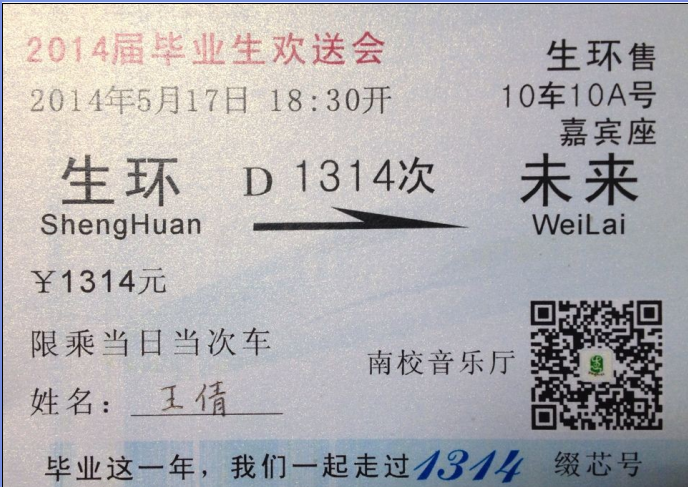 2014届毕业生欢送会
生环售
2014年5月17日 18:30开
10车10A号
嘉宾座
生环 D 1314次 未来
ShengHuan WeiLai
￥1314元
限乘当日当次车
南校音乐厅
姓名：王倩
毕业这一年，我们一起走过1314 缀芯号